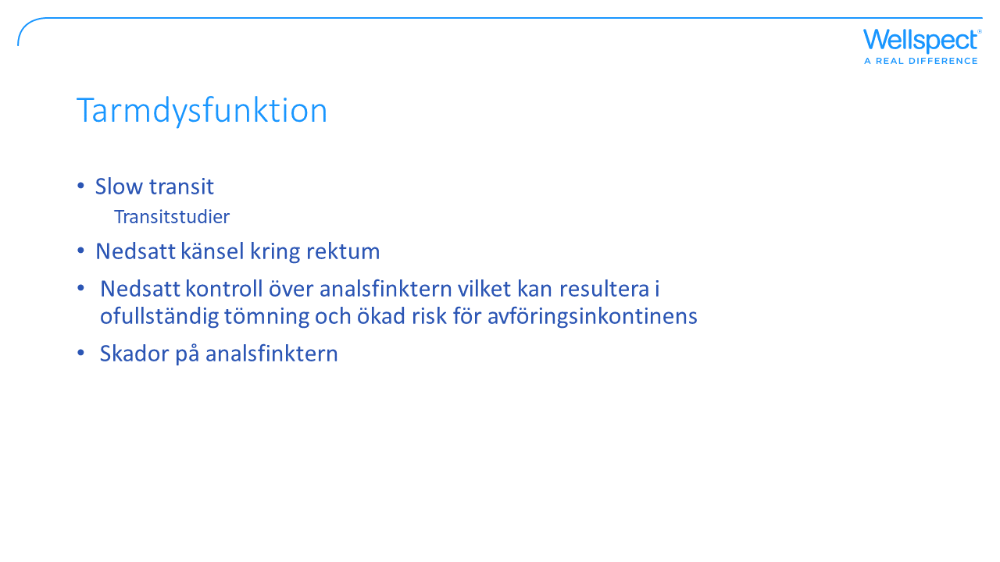 Wellspect®
A REAL DIFFERENCE
Tarmdysfunktion
• Slow transit
Transitstudier
• Nedsatt känsel kring rektum
• Nedsatt kontroll över analsfinktern vilket kan resultera i
ofullständig tömning och ökad risk för avföringsinkontinens
• Skador på analsfinktern